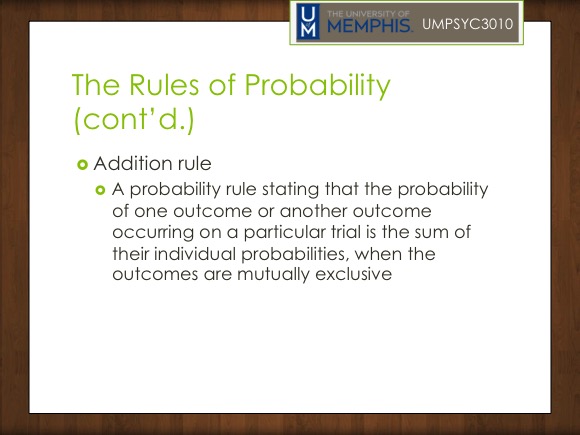 UM
THE UNIVERSITY OF
MEMPHIS.
UMPSYC3010
The Rules of Probability
(cont’d.)
Addition rule
A probability rule stating that the probability
of one outcome or another outcome
occurring on a particular trial is the sum of
their individual probabilities, when the
outcomes are mutually exclusive